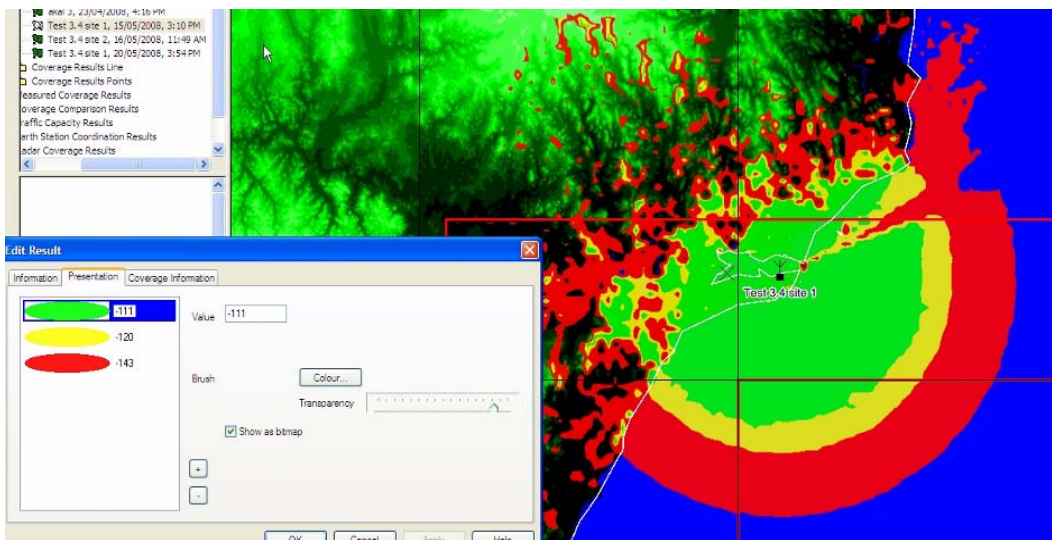 akal 3, 23/04/2008, 4:16 PM
Test 3.4 site 1, 15/05/2008, 3:10 PM
Test 3.4 site 2, 16/05/2008, 11:49 AM
Test 3.4 site 1, 20/05/2008, 3:54 PM
Coverage Results Line
Coverage Results Points
easured Coverage Results
overage Comparison Results
raffic Capacity Results
arth Station Coordination Results
adar Coverage Results
Test 3.4 site 1
Edit Result
Information Presentation Coverage Information
-111
Value -111
-120
-143
Brush Colour...
Transparency
Show as bitmap
+
-
OK Cancel Apply Help